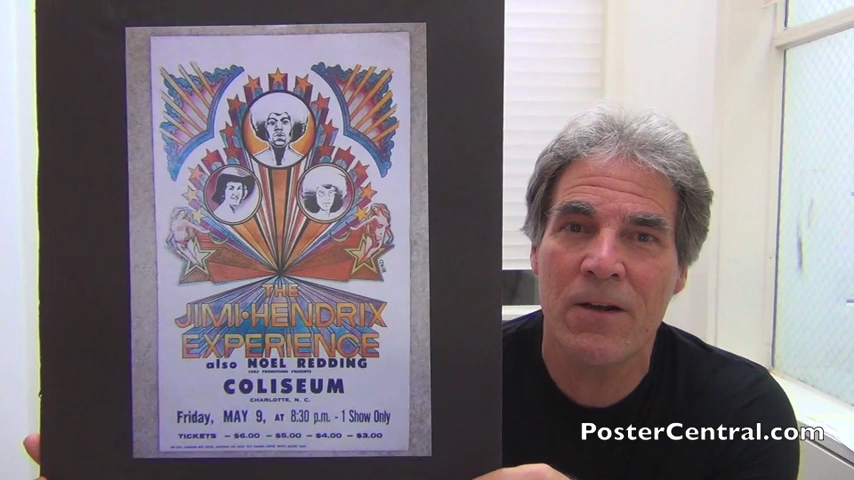 THE
JIMI·HENDRIX
EXPERIENCE
also NOEL REDDING
COLISEUM
CHARLOTTE, N. C.
Friday, MAY 9, AT 8:30 p.m. - 1 Show Only
TICKETS - $6.00 - $5.00 - $4.00 - $3.00
PosterCentral.com